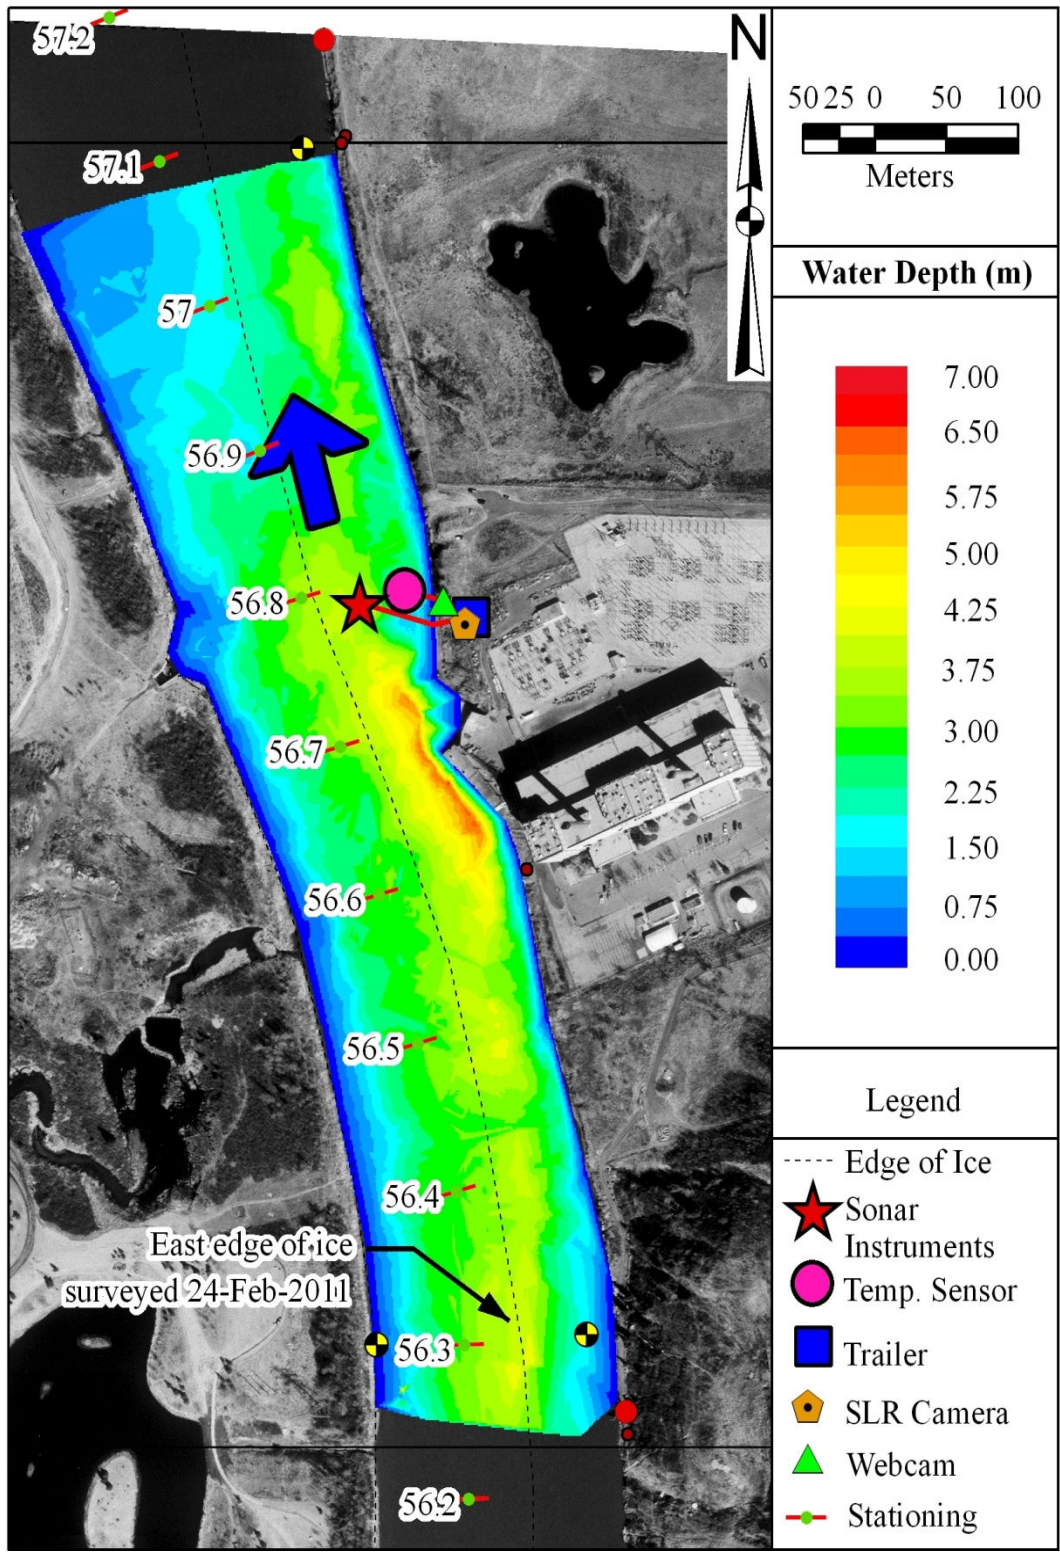 57.2
57.1
57
56.9
56.8
56.7
56.6
56.5
56.4
East edge of ice
surveyed 24-Feb-2011
56.3
56.2
N
50 25 0 50 100
Meters
Water Depth (m)
7.00
6.50
5.75
5.00
4.25
3.75
3.00
2.25
1.50
0.75
0.00
Legend
Edge of Ice
Sonar
Instruments
Temp. Sensor
Trailer
SLR Camera
Webcam
Stationing